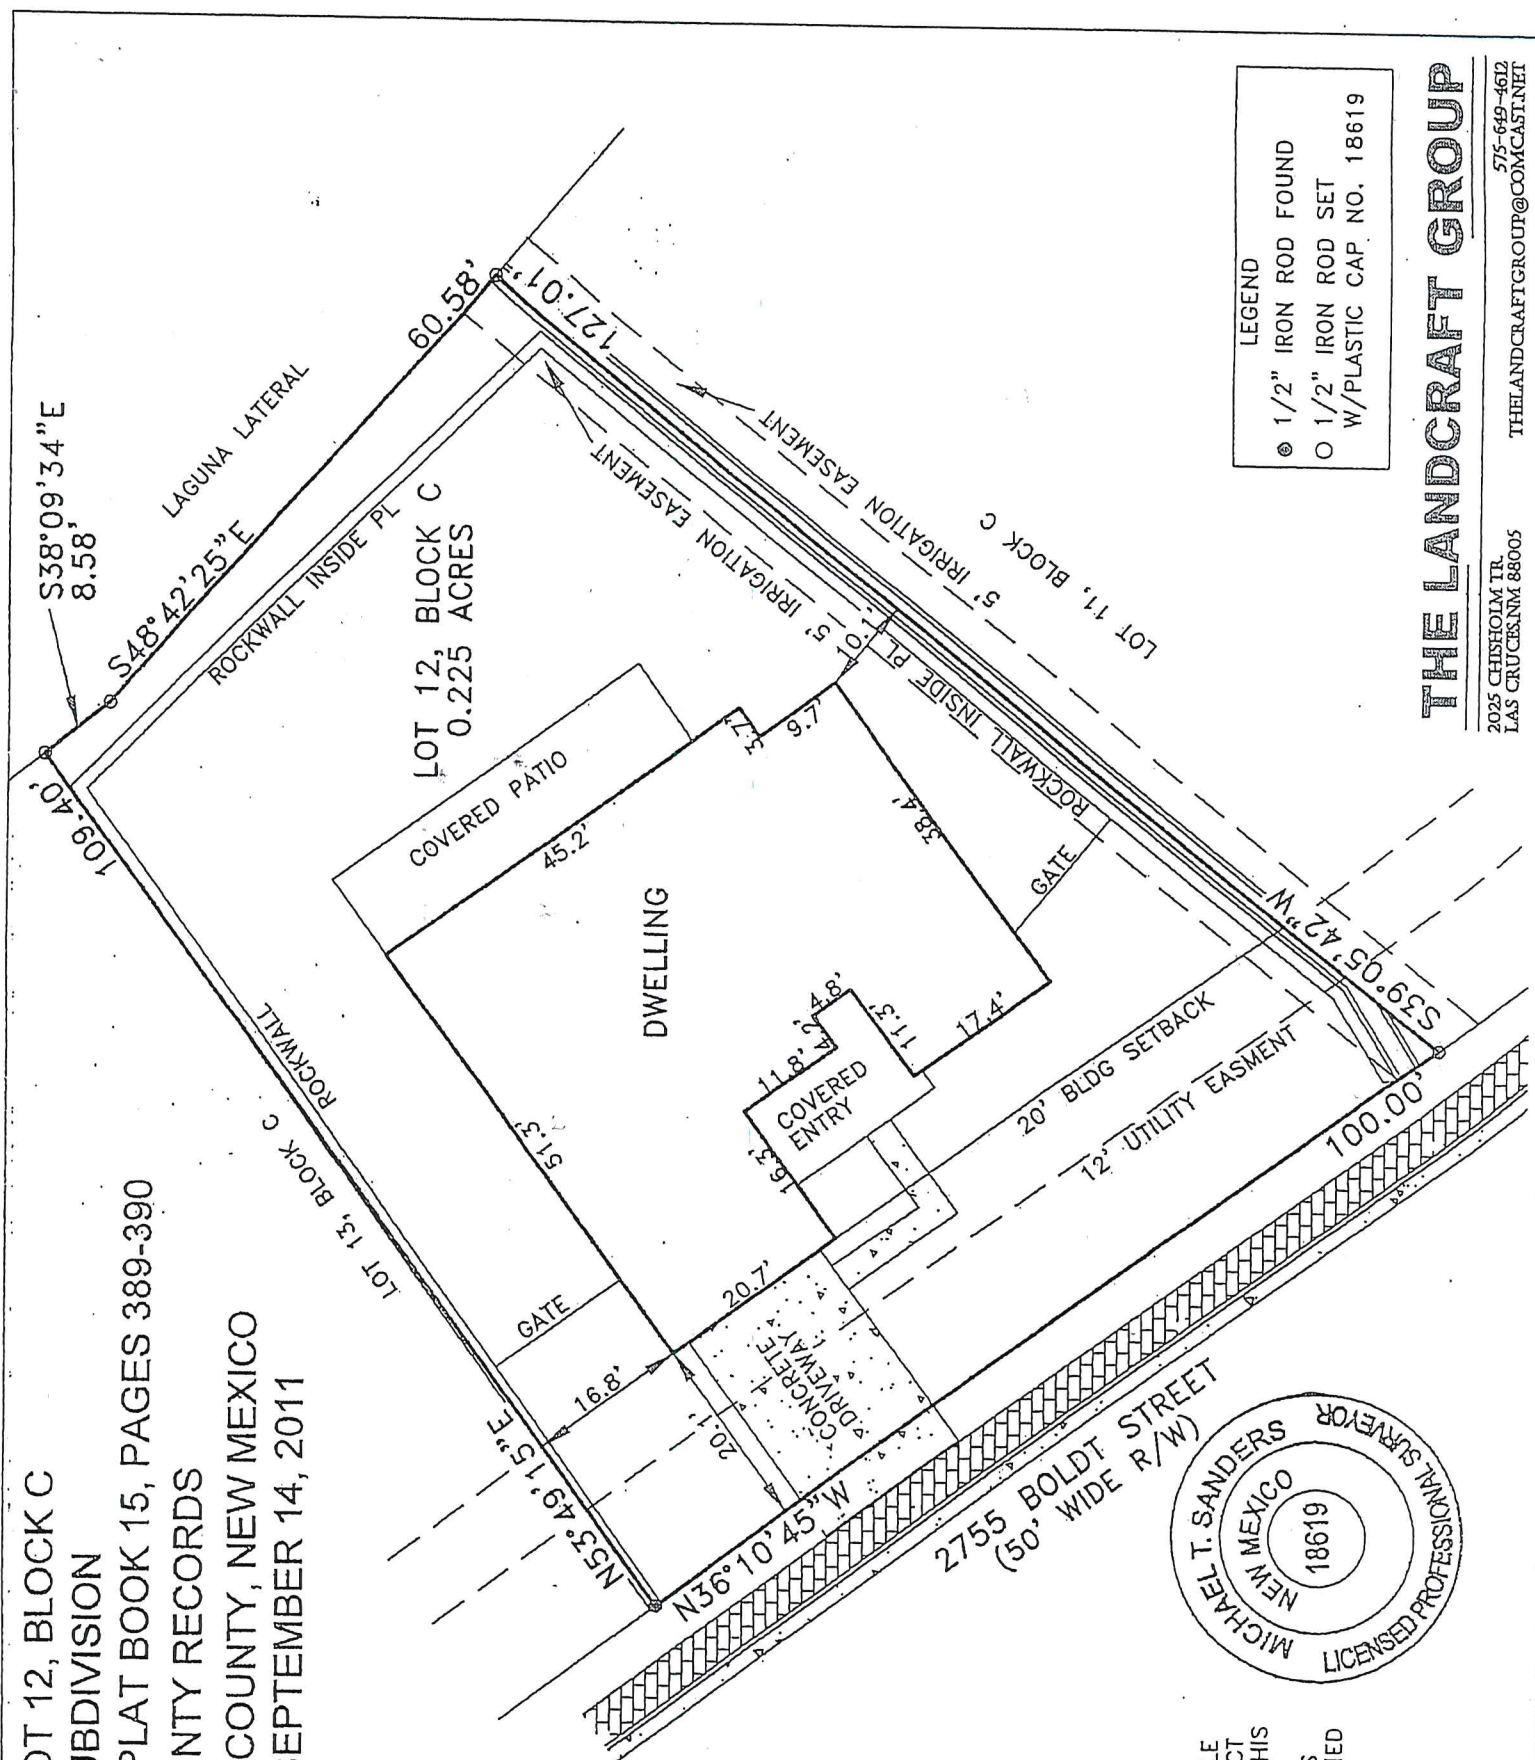 OT 12, BLOCK C
UBDIVISION
PLAT BOOK 15, PAGES 389-390
NTY RECORDS
COUNTY, NEW MEXICO
SEPTEMBER 14, 2011
S38°09'34"E
8.58'
LAGUNA LATERAL
60.58'
S48°42'25"E
ROCKWALL INSIDE PL
109.40'
127.01'
LOT 12, BLOCK C
0.225 ACRES
5' IRRIGATION EASEMENT
5' IRRIGATION EASEMENT
LOT 11, BLOCK C
COVERED PATIO
45.2'
3.7'
9.7'
10.1'
DWELLING
38.4'
ROCKWALL INSIDE PL
GATE
ROCKWALL
LOT 13, BLOCK C
51.3'
11.8'
4.2'
4.8'
11.3'
17.4'
COVERED
ENTRY
16.3'
20.7'
GATE
16.8'
20.1'
CONCRETE
DRIVEWAY
20' BLDG SETBACK
12' UTILITY EASMENT
S39°05'42"W
100.00'
N53°49'15"E
N36°10'45"W
2755 BOLDT STREET
(50' WIDE R/W)
LEGEND
1/2" IRON ROD FOUND
1/2" IRON ROD SET
W/PLASTIC CAP NO. 18619
THE LANDCRAFT GROUP
2025 CHISHOLM TR.
LAS CRUCES,NM 88005
575-649-4612
THELANDCRAFTGROUP@COMCAST.NET
MICHAEL T. SANDERS
NEW MEXICO
18619
LICENSED PROFESSIONAL SURVEYOR
LE
CT
HIS
S
NED